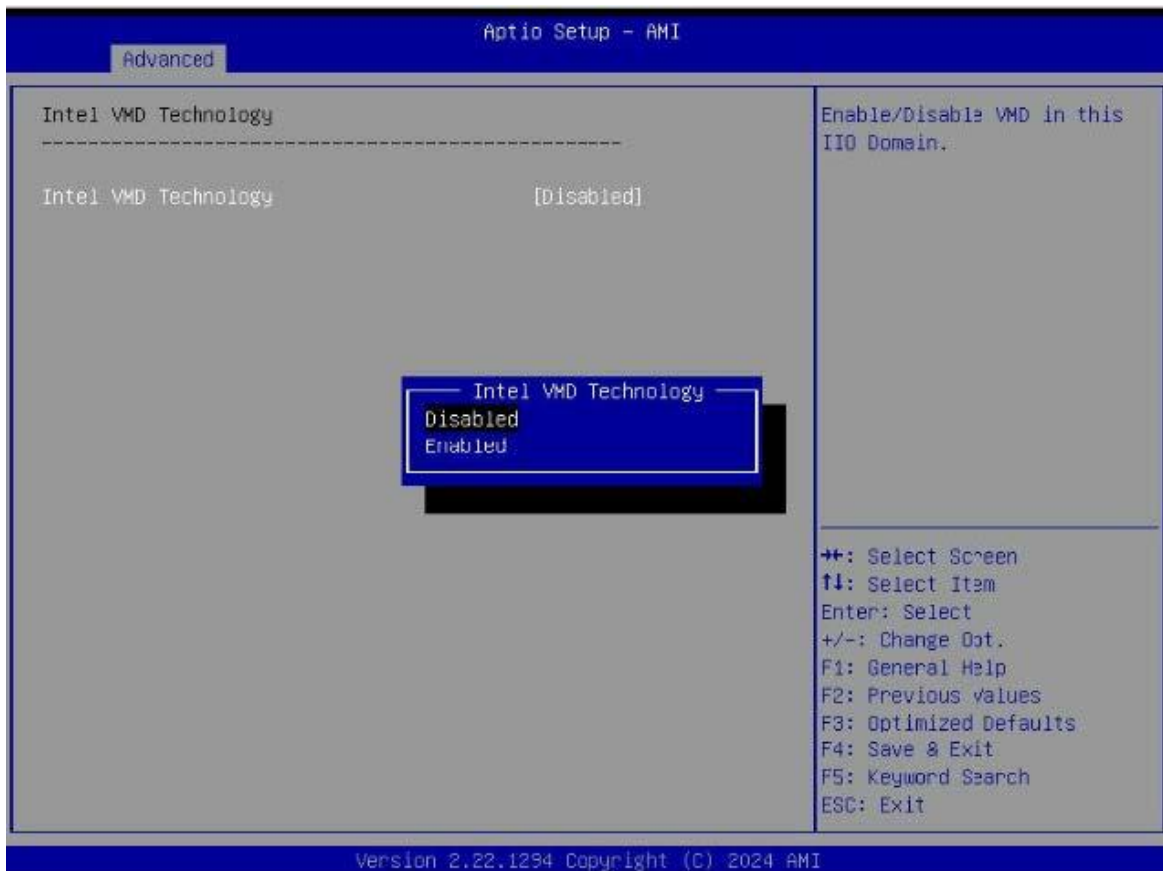 Aptio Setup - AMI
Advanced
Intel VMD Technology
--------------------------------------------------
Intel VMD Technology [Disabled]
Intel VMD Technology
Disabled
Enabled
Enable/Disable VMD in this
IIO Domain.
→←: Select Screen
↑↓: Select Item
Enter: Select
+/-: Change Opt.
F1: General Help
F2: Previous Values
F3: Optimized Defaults
F4: Save & Exit
F5: Keyword Search
ESC: Exit
Version 2.22.1294 Copyright (C) 2024 AMI